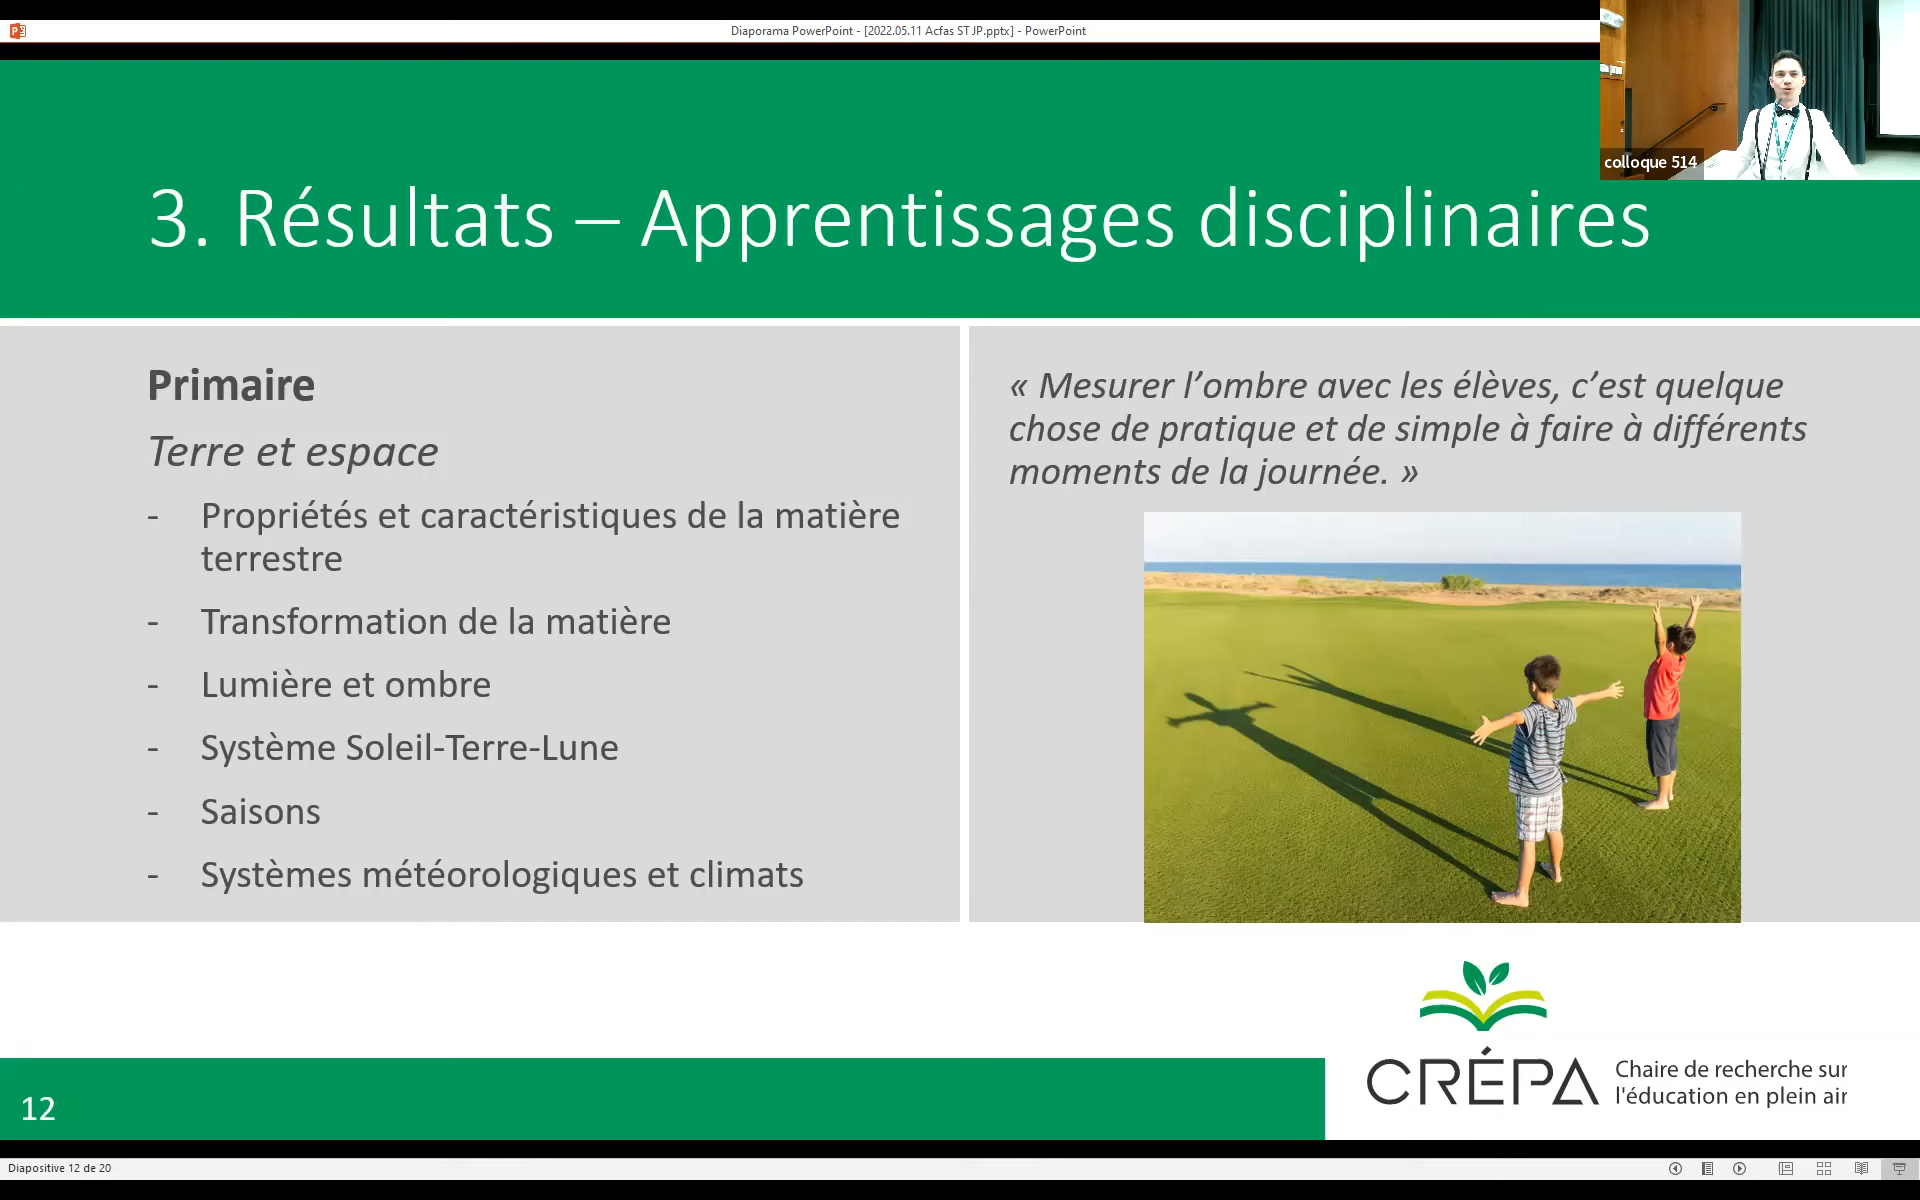 Diaporama PowerPoint - [2022.05.11 Acfas ST JP.pptx] - PowerPoint
colloque 514
3. Résultats – Apprentissages disciplinaires
Primaire
Terre et espace
- Propriétés et caractéristiques de la matière
terrestre
- Transformation de la matière
- Lumière et ombre
- Système Soleil-Terre-Lune
- Saisons
- Systèmes météorologiques et climats
« Mesurer l’ombre avec les élèves, c’est quelque
chose de pratique et de simple à faire à différents
moments de la journée. »
CRÉPA
Chaire de recherche sur
l'éducation en plein air
12
Diapositive 12 de 20